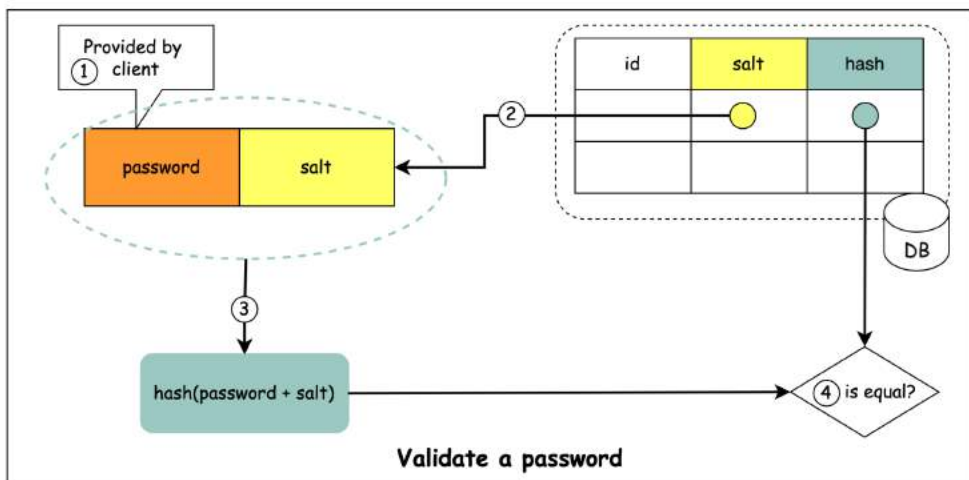 Provided by
① client
id
salt
hash
②
password
salt
DB
③
hash(password + salt)
④ is equal?
Validate a password